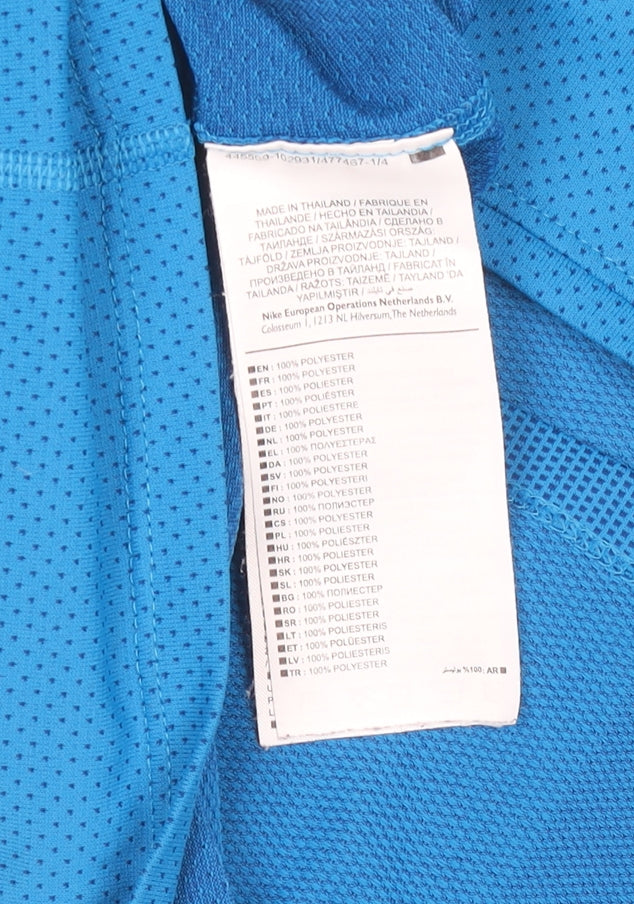 MADE IN THAILAND / FABRIQUE EN
THAILANDE / HECHO EN TAILANDIA /
FABRICADO NA TAILÂNDIA / СДЕЛАНО В
ТАИЛАНДЕ / SZÁRMAZÁSI ORSZÁG:
TÁJFÖLD / ZEMLJA PROIZVODNJE: TAJLAND /
DRŽAVA PROIZVODNJE: TAJLAND /
ПРОИЗВЕДЕНО В ТАЙЛАНД / FABRICAT ÎN
TAILANDA / RAŽOTS: TAIZEMĒ / TAYLAND 'DA
YAPILMIŞTIR / صنع في تايلند
Nike European Operations Netherlands B.V.
Colosseum 1, 1213 NL Hilversum, The Netherlands
EN : 100% POLYESTER
FR : 100% POLYESTER
ES : 100% POLIESTER
PT : 100% POLIÉSTER
IT : 100% POLIESTERE
DE : 100% POLYESTER
NL : 100% POLYESTER
EL : 100% ΠΟΛΥΕΣΤΕΡΑΣ
DA : 100% POLYESTER
SV : 100% POLYESTER
FI : 100% POLYESTERI
NO : 100% POLYESTER
RU : 100% ПОЛИЭСТЕР
CS : 100% POLYESTER
PL : 100% POLIESTER
HU : 100% POLIÉSZTER
HR : 100% POLIESTER
SK : 100% POLYESTER
SL : 100% POLIESTER
BG : 100% ПОЛИЕСТЕР
RO : 100% POLIESTER
SR : 100% POLIESTER
LT : 100% POLIESTERIS
ET : 100% POLÜESTER
LV : 100% POLIESTERIS
TR : 100% POLYESTER
AR: 100% بوليستر